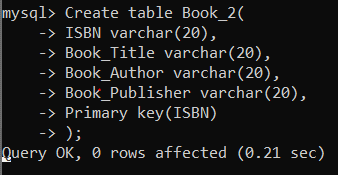 mysql> Create table Book_2(
    -> ISBN varchar(20),
    -> Book_Title varchar(20),
    -> Book_Author varchar(20),
    -> Book_Publisher varchar(20),
    -> Primary key(ISBN)
    -> );
Query OK, 0 rows affected (0.21 sec)